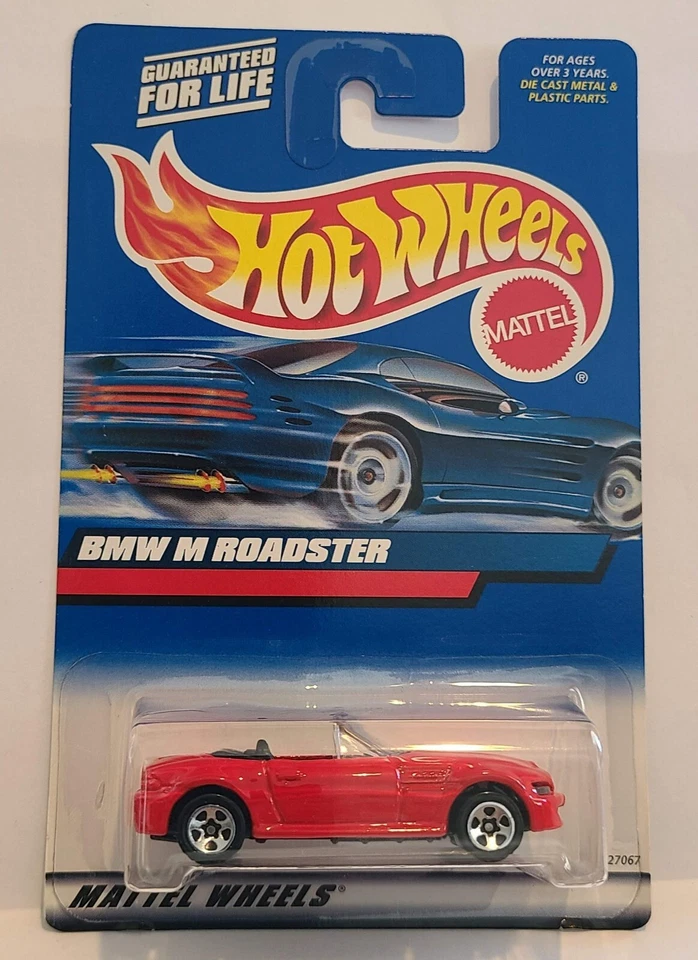 GUARANTEED
FOR LIFE
FOR AGES
OVER 3 YEARS.
DIE CAST METAL &
PLASTIC PARTS.
HOT WHEELS
MATTEL
®
BMW M ROADSTER
27067
MATTEL WHEELS®